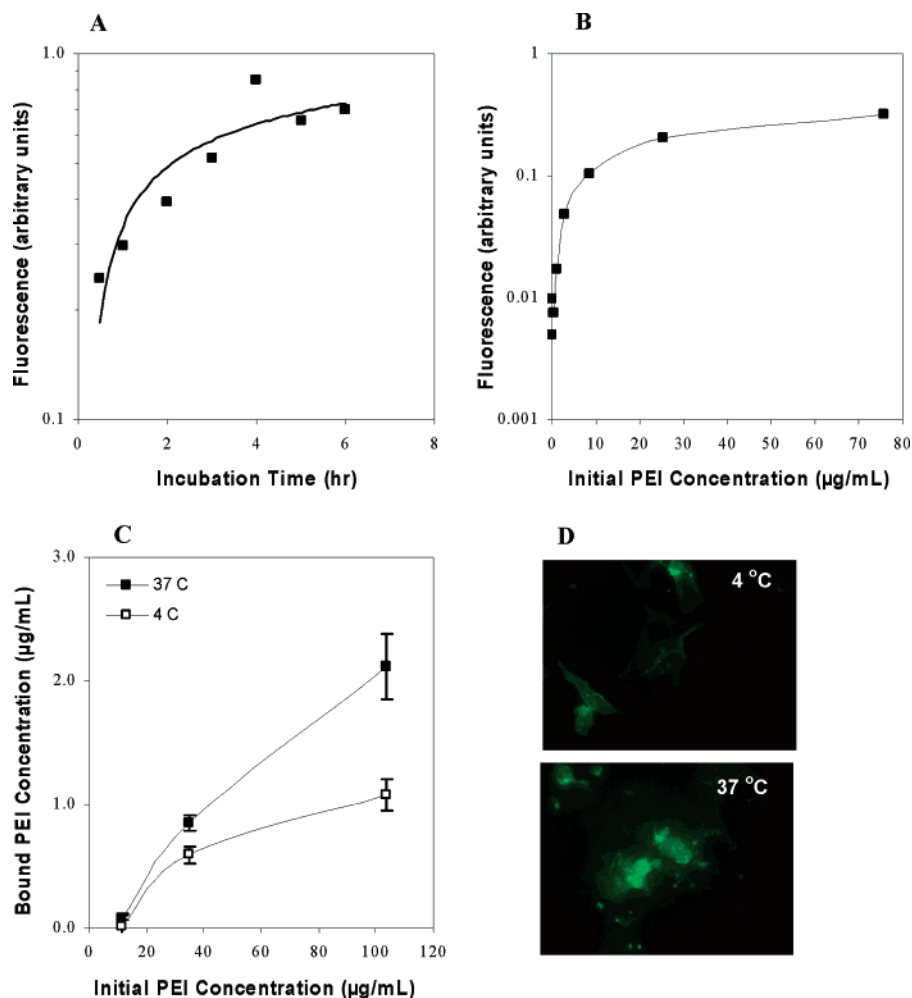 A
1.0
0.1
Fluorescence (arbitrary units)
0 2 4 6 8
Incubation Time (hr)
B
1
0.1
0.01
0.001
Fluorescence (arbitrary units)
0 10 20 30 40 50 60 70 80
Initial PEI Concentration (µg/mL)
C
3.0
2.0
1.0
0.0
Bound PEI Concentration (µg/mL)
37 C
4 C
0 20 40 60 80 100 120
Initial PEI Concentration (µg/mL)
D
4 °C
37 °C